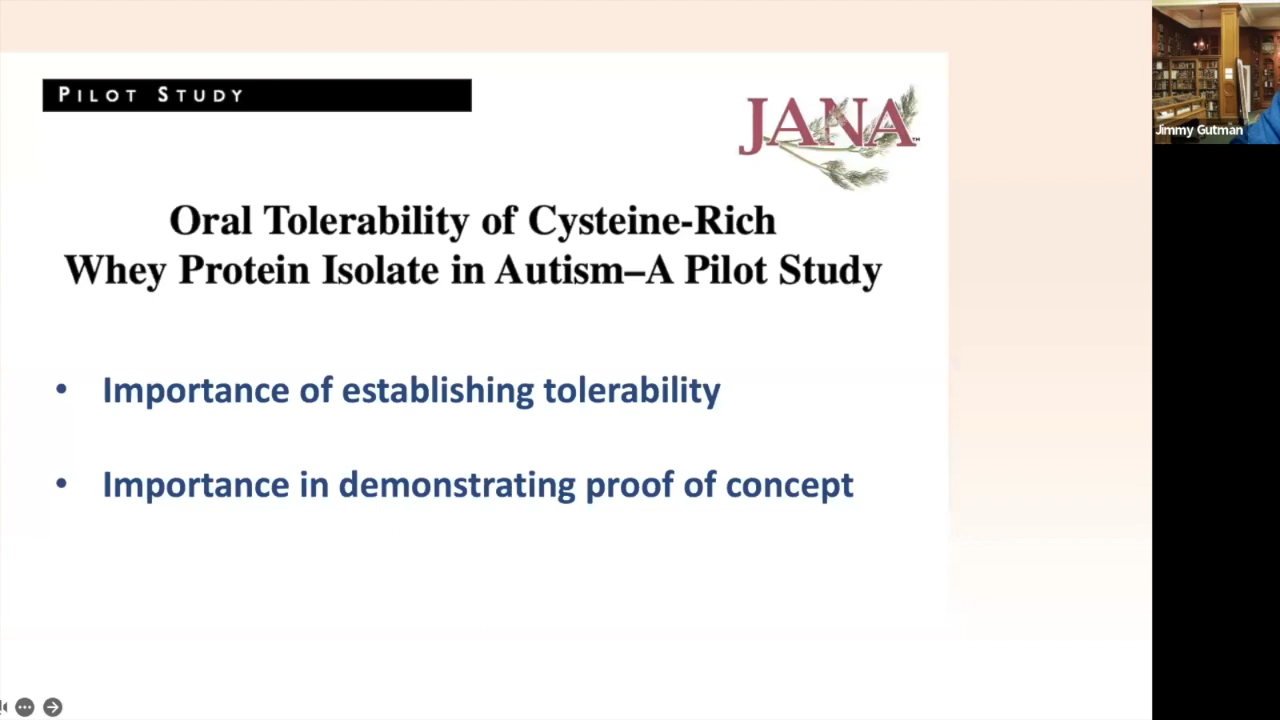 PILOT STUDY
JANA™
Oral Tolerability of Cysteine-Rich
Whey Protein Isolate in Autism–A Pilot Study
• Importance of establishing tolerability
• Importance in demonstrating proof of concept
Jimmy Gutman